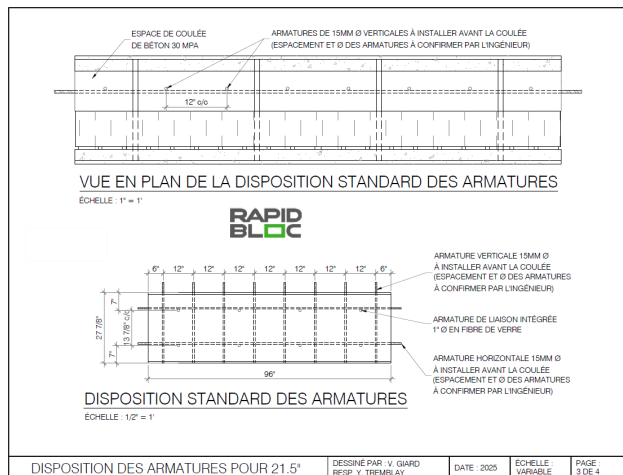 ESPACE DE COULÉE
DE BÉTON 30 MPA
ARMATURES DE 15MM Ø VERTICALES À INSTALLER AVANT LA COULÉE
(ESPACEMENT ET Ø DES ARMATURES À CONFIRMER PAR L'INGÉNIEUR)
12" c/c
VUE EN PLAN DE LA DISPOSITION STANDARD DES ARMATURES
ÉCHELLE : 1" = 1'
RAPID
BLOC
6" 12" 12" 12" 12" 12" 12" 12" 6"
27 7/8"
7"
13 7/8" c/c
7"
96"
ARMATURE VERTICALE 15MM Ø
À INSTALLER AVANT LA COULÉE
(ESPACEMENT ET Ø DES ARMATURES
À CONFIRMER PAR L'INGÉNIEUR)
ARMATURE DE LIAISON INTÉGRÉE
1" Ø EN FIBRE DE VERRE
ARMATURE HORIZONTALE 15MM Ø
À INSTALLER AVANT LA COULÉE
(ESPACEMENT ET Ø DES ARMATURES
À CONFIRMER PAR L'INGÉNIEUR)
DISPOSITION STANDARD DES ARMATURES
ÉCHELLE : 1/2" = 1'
DISPOSITION DES ARMATURES POUR 21.5"
DESSINÉ PAR : V. GIARD
RESP. Y. TREMBLAY
DATE : 2025
ÉCHELLE :
VARIABLE
PAGE :
3 DE 4